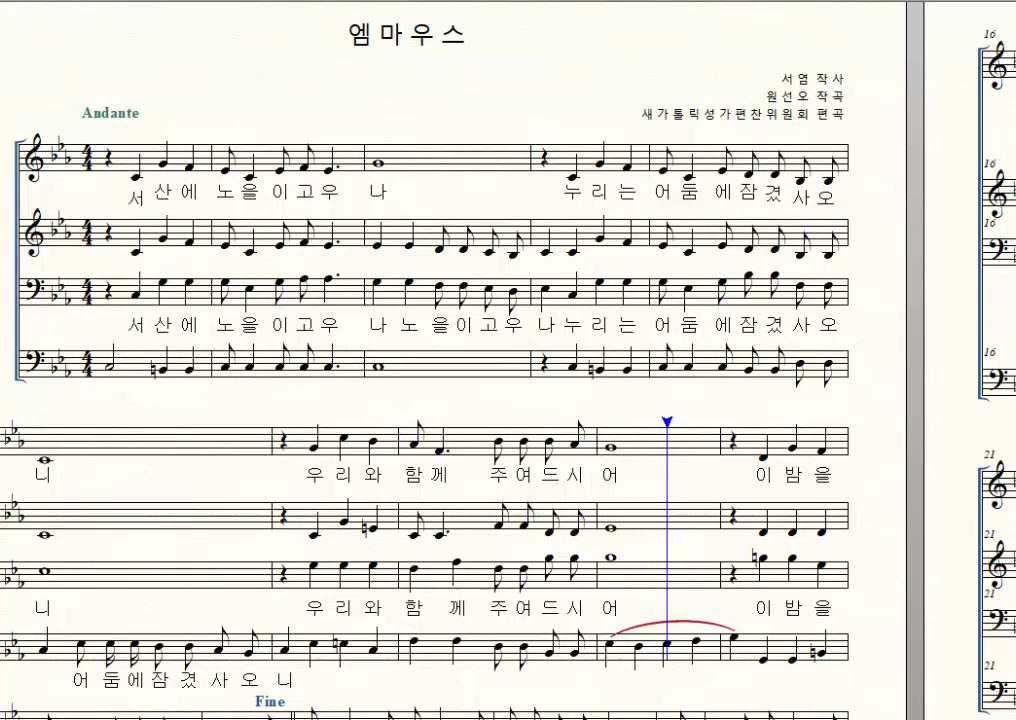 엠마우스
서염 작사
원선오 작곡
새가톨릭성가편찬위원회 편곡
Andante
16
서 산 에 노 을 이 고 우 나 누 리 는 어 둠 에 잠 겼 사 오
16
16
서 산 에 노 을 이 고 우 나 노 을 이 고 우 나 누 리 는 어 둠 에 잠 겼 사 오
16
니 우 리 와 함 께 주 여 드 시 어 이 밤 을
21
21
21
니 우 리 와 함 께 주 여 드 시 어 이 밤 을
21
어 둠 에 잠 겼 사 오 니
Fine